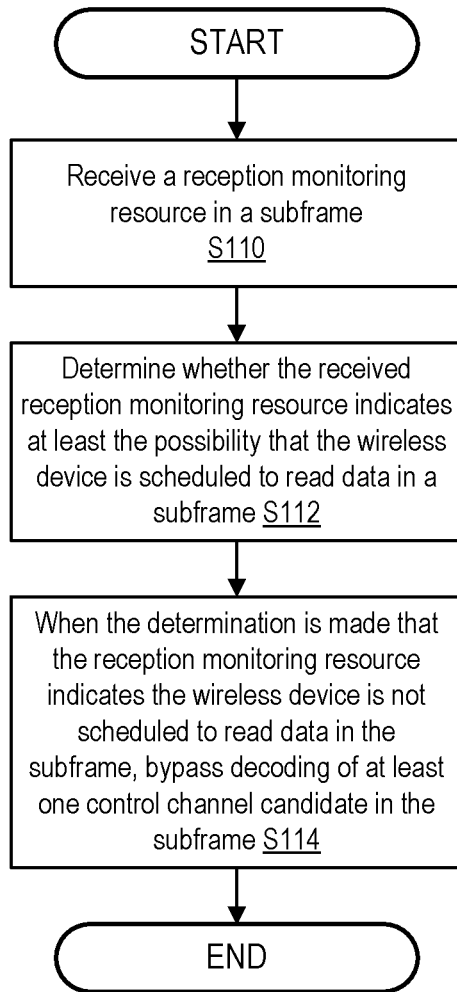 START
Receive a reception monitoring
resource in a subframe
S110
Determine whether the received
reception monitoring resource indicates
at least the possibility that the wireless
device is scheduled to read data in a
subframe S112
When the determination is made that
the reception monitoring resource
indicates the wireless device is not
scheduled to read data in the
subframe, bypass decoding of at least
one control channel candidate in the
subframe S114
END